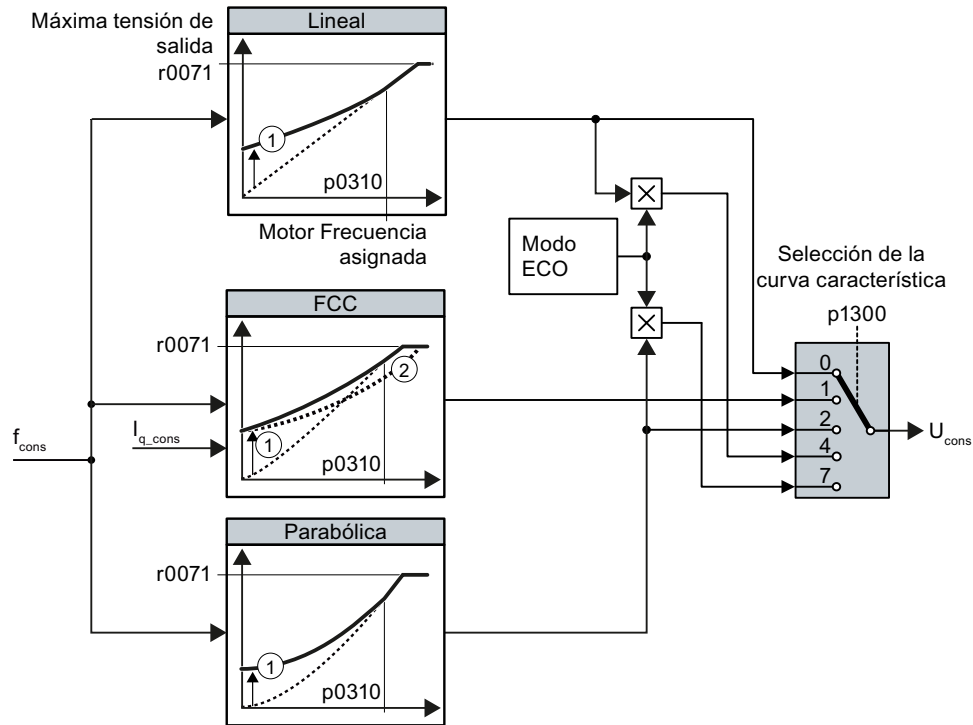 Máxima tensión de
salida
r0071
Lineal
1
p0310
Motor Frecuencia
asignada
Modo
ECO
×
×
Selección de la
curva característica
p1300
0
1
2
4
7
U_cons
FCC
r0071
1
2
p0310
f_cons
I_q_cons
Parabólica
r0071
1
p0310